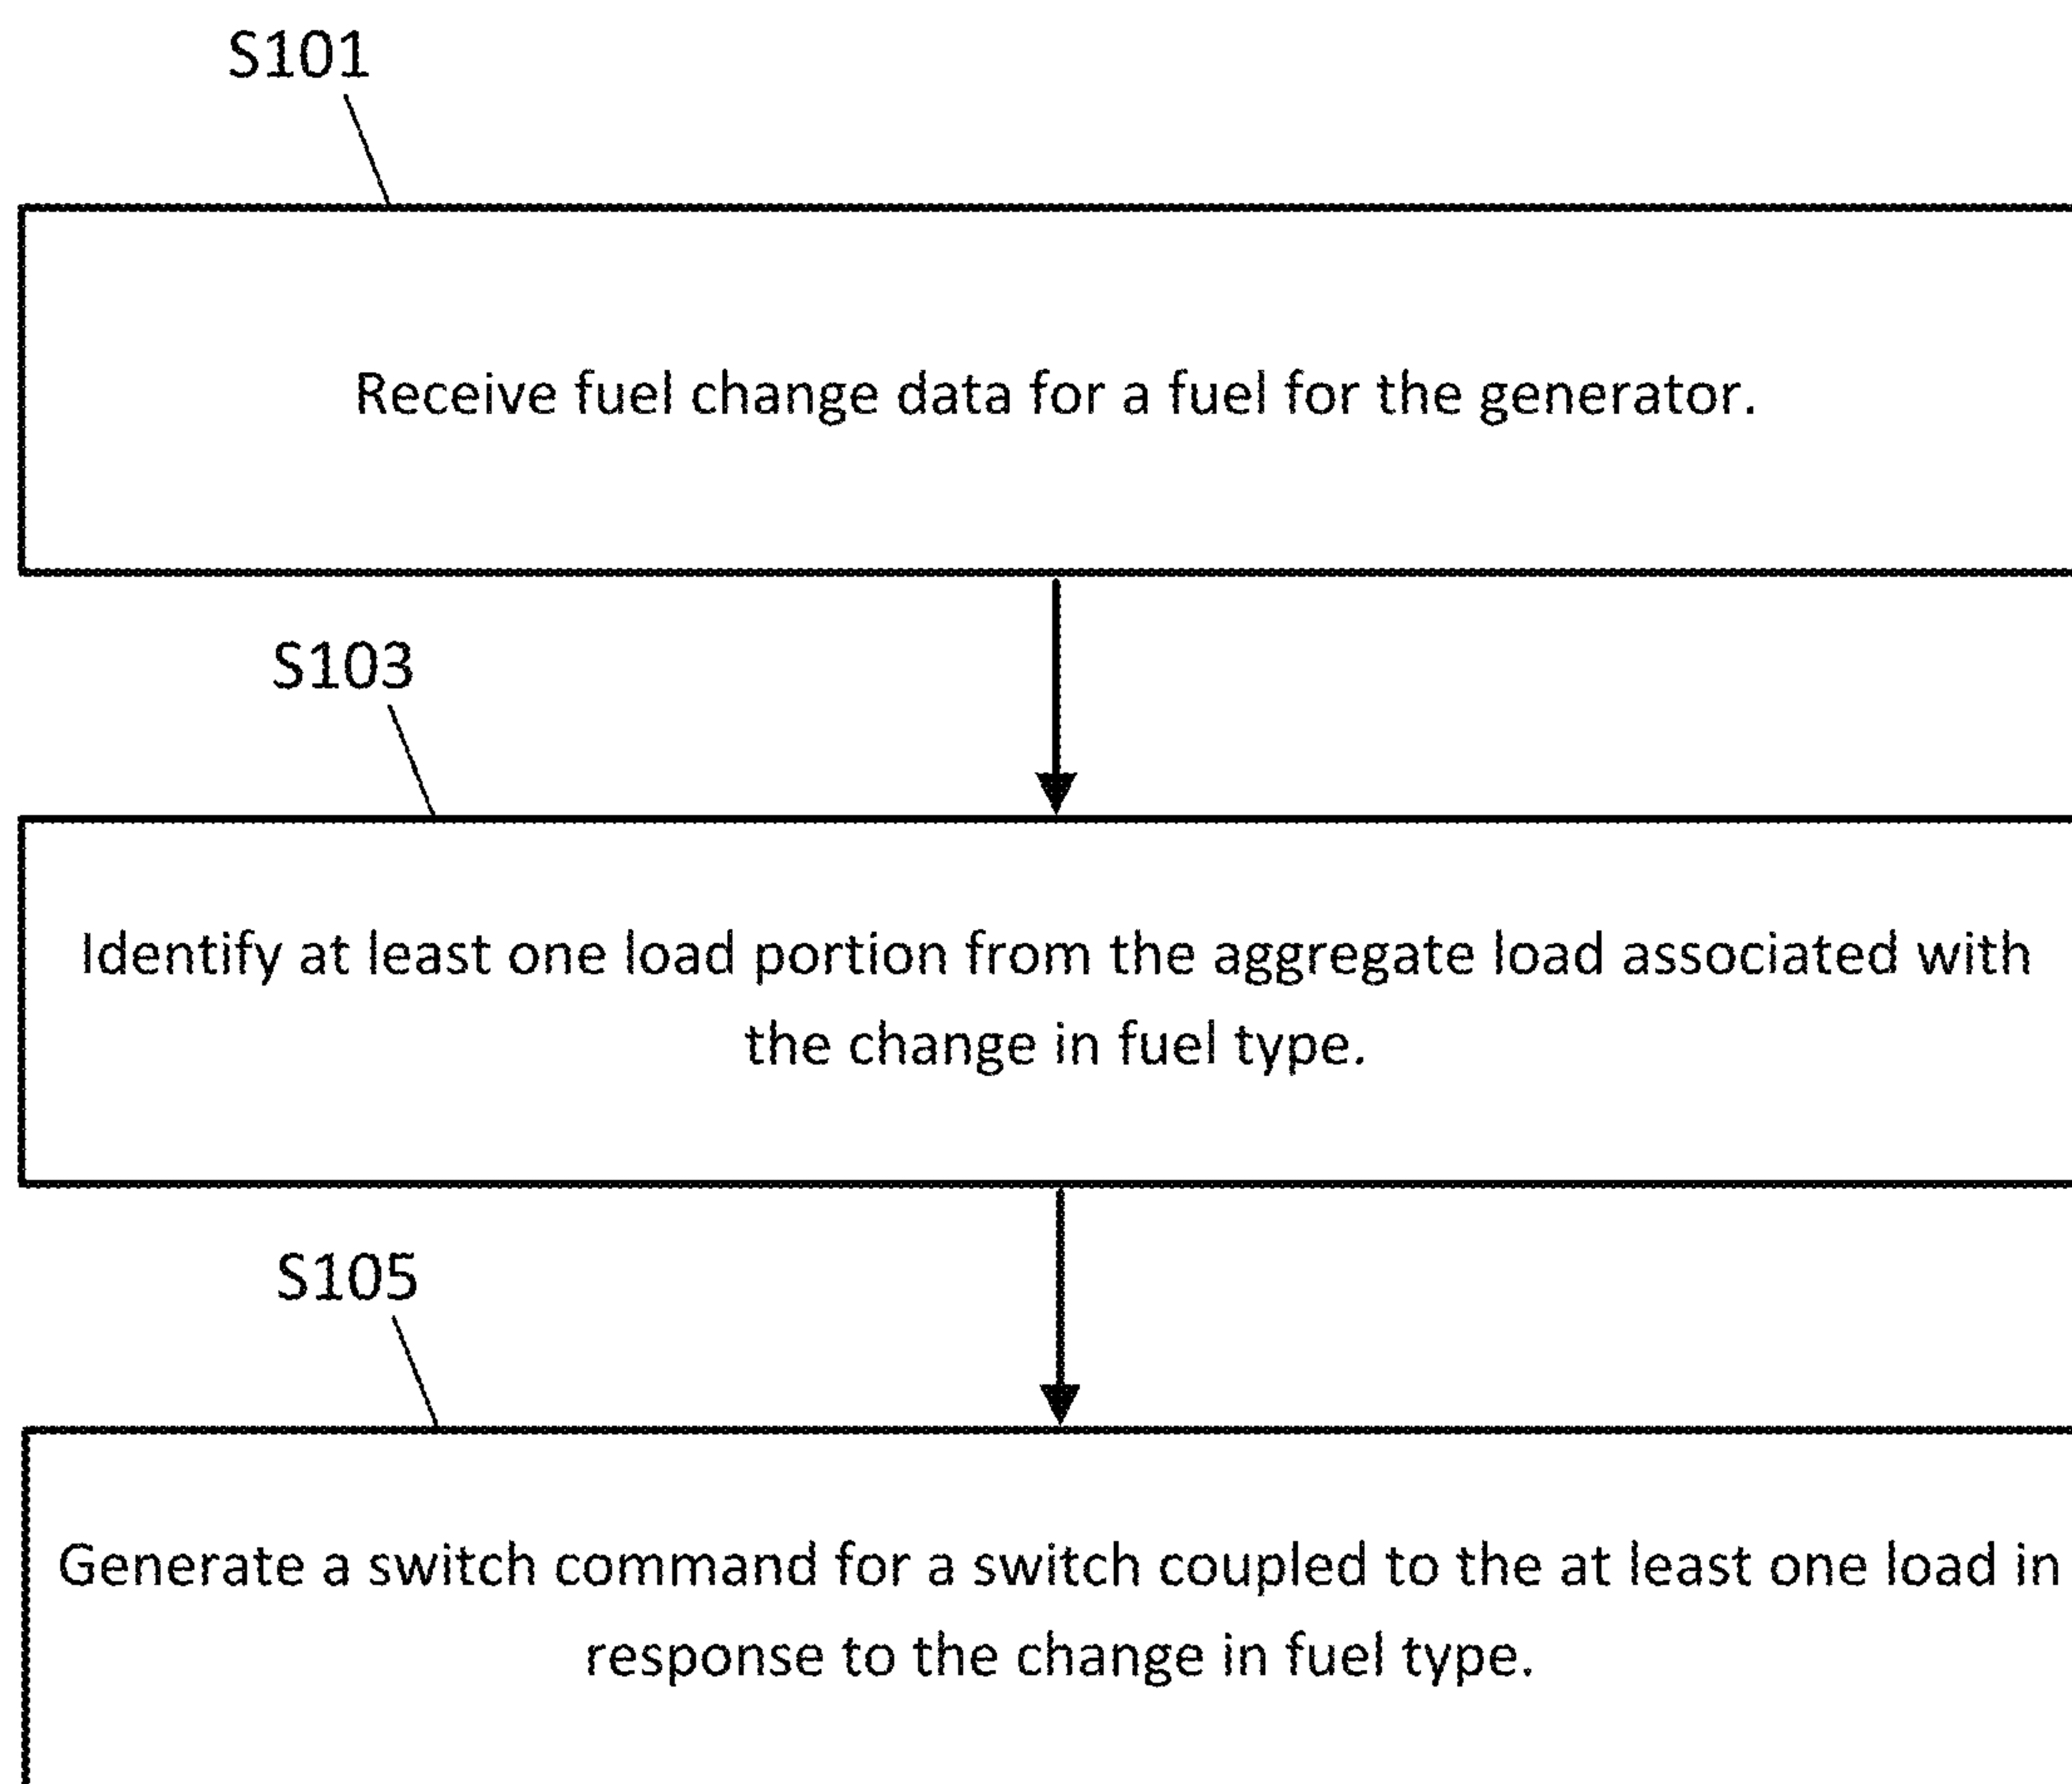 S101
Receive fuel change data for a fuel for the generator.
S103
Identify at least one load portion from the aggregate load associated with
the change in fuel type.
S105
Generate a switch command for a switch coupled to the at least one load in
response to the change in fuel type.